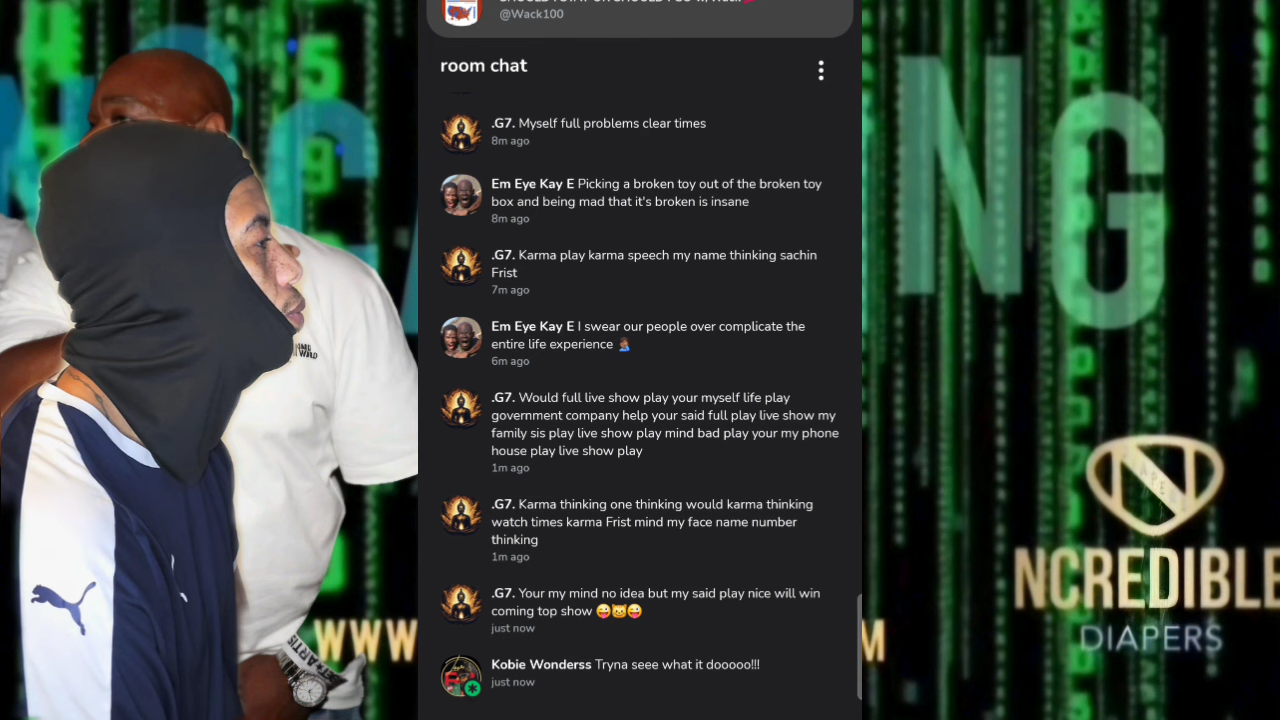 @Wack100
room chat
.G7. Myself full problems clear times
8m ago
Em Eye Kay E Picking a broken toy out of the broken toy
box and being mad that it's broken is insane
8m ago
.G7. Karma play karma speech my name thinking sachin
Frist
7m ago
Em Eye Kay E I swear our people over complicate the
entire life experience 🤦🏾‍♂️
6m ago
.G7. Would full live show play your myself life play
government company help your said full play live show my
family sis play live show play mind bad play your my phone
house play live show play
1m ago
.G7. Karma thinking one thinking would karma thinking
watch times karma Frist mind my face name number
thinking
1m ago
.G7. Your my mind no idea but my said play nice will win
coming top show 😜😺😜
just now
Kobie Wonderss Tryna seee what it dooooo!!!
just now
NG
NCREDIBLE
DIAPERS
WWW
M